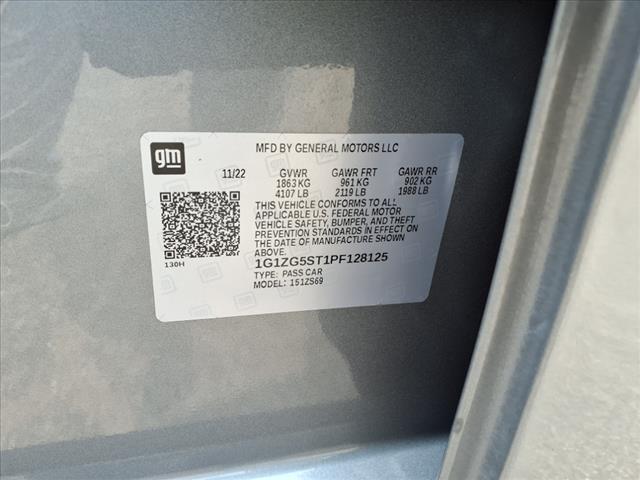 gm
MFD BY GENERAL MOTORS LLC
11/22 GVWR GAWR FRT GAWR RR
1863 KG 961 KG 902 KG
4107 LB 2119 LB 1988 LB
THIS VEHICLE CONFORMS TO ALL
APPLICABLE U.S. FEDERAL MOTOR
VEHICLE SAFETY, BUMPER, AND THEFT
PREVENTION STANDARDS IN EFFECT ON
THE DATE OF MANUFACTURE SHOWN
ABOVE.
1G1ZG5ST1PF128125
130H
TYPE: PASS CAR
MODEL: 151ZS69